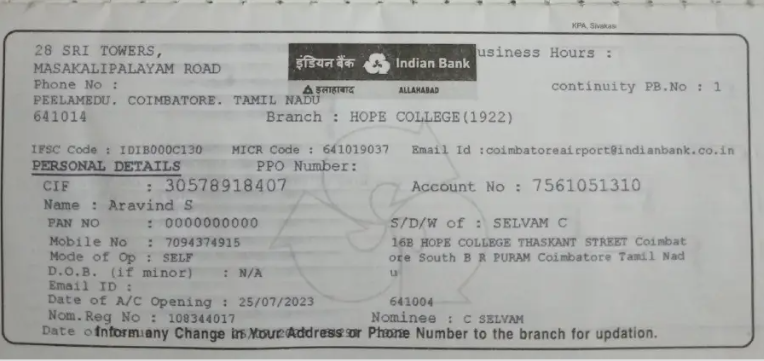 KPA, Sivakasi
28 SRI TOWERS,
इंडियन बैंक Indian Bank
usiness Hours :
MASAKALIPALAYAM ROAD
Phone No :
इलाहाबाद ALLAHABAD
continuity PB.No : 1
PEELAMEDU. COIMBATORE. TAMIL NADU
641014
Branch : HOPE COLLEGE(1922)
IFSC Code : IDIB000C130 MICR Code : 641019037 Email Id :coimbatoreairport@indianbank.co.in
PERSONAL DETAILS PPO Number:
CIF : 30578918407 Account No : 7561051310
Name : Aravind S
PAN NO : 0000000000 S/D/W of : SELVAM C
Mobile No : 7094374915 16B HOPE COLLEGE THASKANT STREET Coimbat
Mode of Op : SELF ore South B R PURAM Coimbatore Tamil Nad
D.O.B. (if minor) : N/A u
Email ID :
Date of A/C Opening : 25/07/2023 641004
Nom.Reg No : 108344017 Nominee : C SELVAM
Date of
Inform any Change in Your Address or Phone Number to the branch for updation.